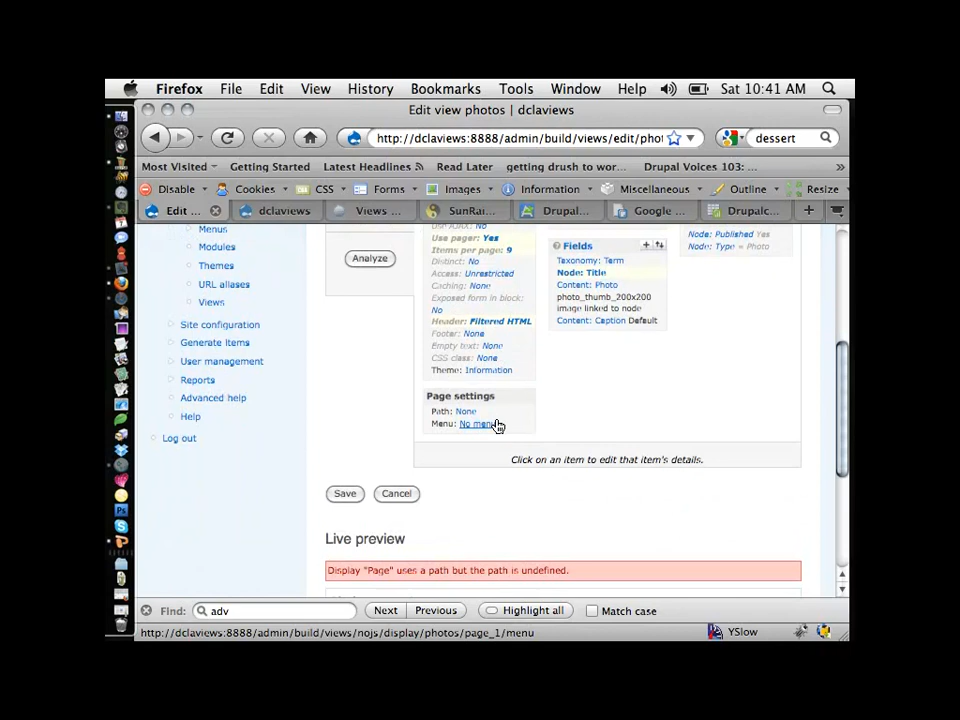 Firefox File Edit View History Bookmarks Tools Window Help Sat 10:41 AM
Edit view photos | dclaviews
http://dclaviews:8888/admin/build/views/edit/phot
dessert
Most Visited Getting Started Latest Headlines Read Later getting drush to wor... Drupal Voices 103:...
Disable Cookies CSS Forms Images Information Miscellaneous Outline Resize
Edit ... dclaviews Views ... SunRai... Drupal... Google ... Drupalc...
Menus
Modules
Themes
URL aliases
Views
Site configuration
Generate items
User management
Reports
Advanced help
Help
Log out
Analyze
Use AJAX: No
Use pager: Yes
Items per page: 9
Distinct: No
Access: Unrestricted
Caching: None
Exposed form in block:
No
Header: Filtered HTML
Footer: None
Empty text: None
CSS class: None
Theme: Information
Page settings
Path: None
Menu: No menu
Fields
Taxonomy: Term
Node: Title
Content: Photo
photo_thumb_200x200
image linked to node
Content: Caption Default
Node: Published Yes
Node: Type = Photo
Click on an item to edit that item's details.
Save Cancel
Live preview
Display "Page" uses a path but the path is undefined.
Find: adv Next Previous Highlight all Match case
http://dclaviews:8888/admin/build/views/nojs/display/photos/page_1/menu YSlow